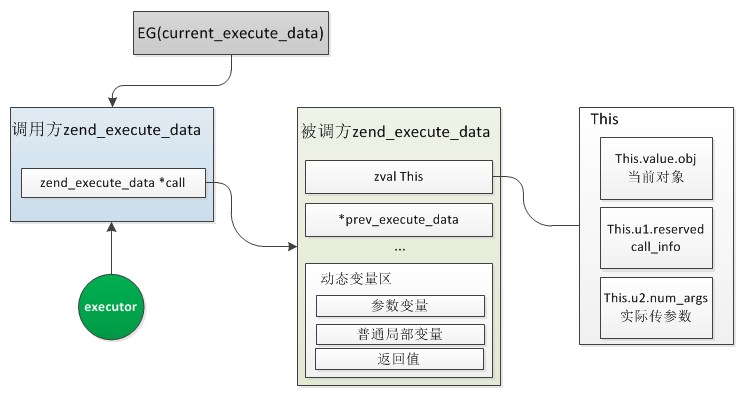 EG(current_execute_data)
调用方zend_execute_data
zend_execute_data *call
executor
被调方zend_execute_data
zval This
*prev_execute_data
...
动态变量区
参数变量
普通局部变量
返回值
This
This.value.obj
当前对象
This.u1.reserved
call_info
This.u2.num_args
实际传参数